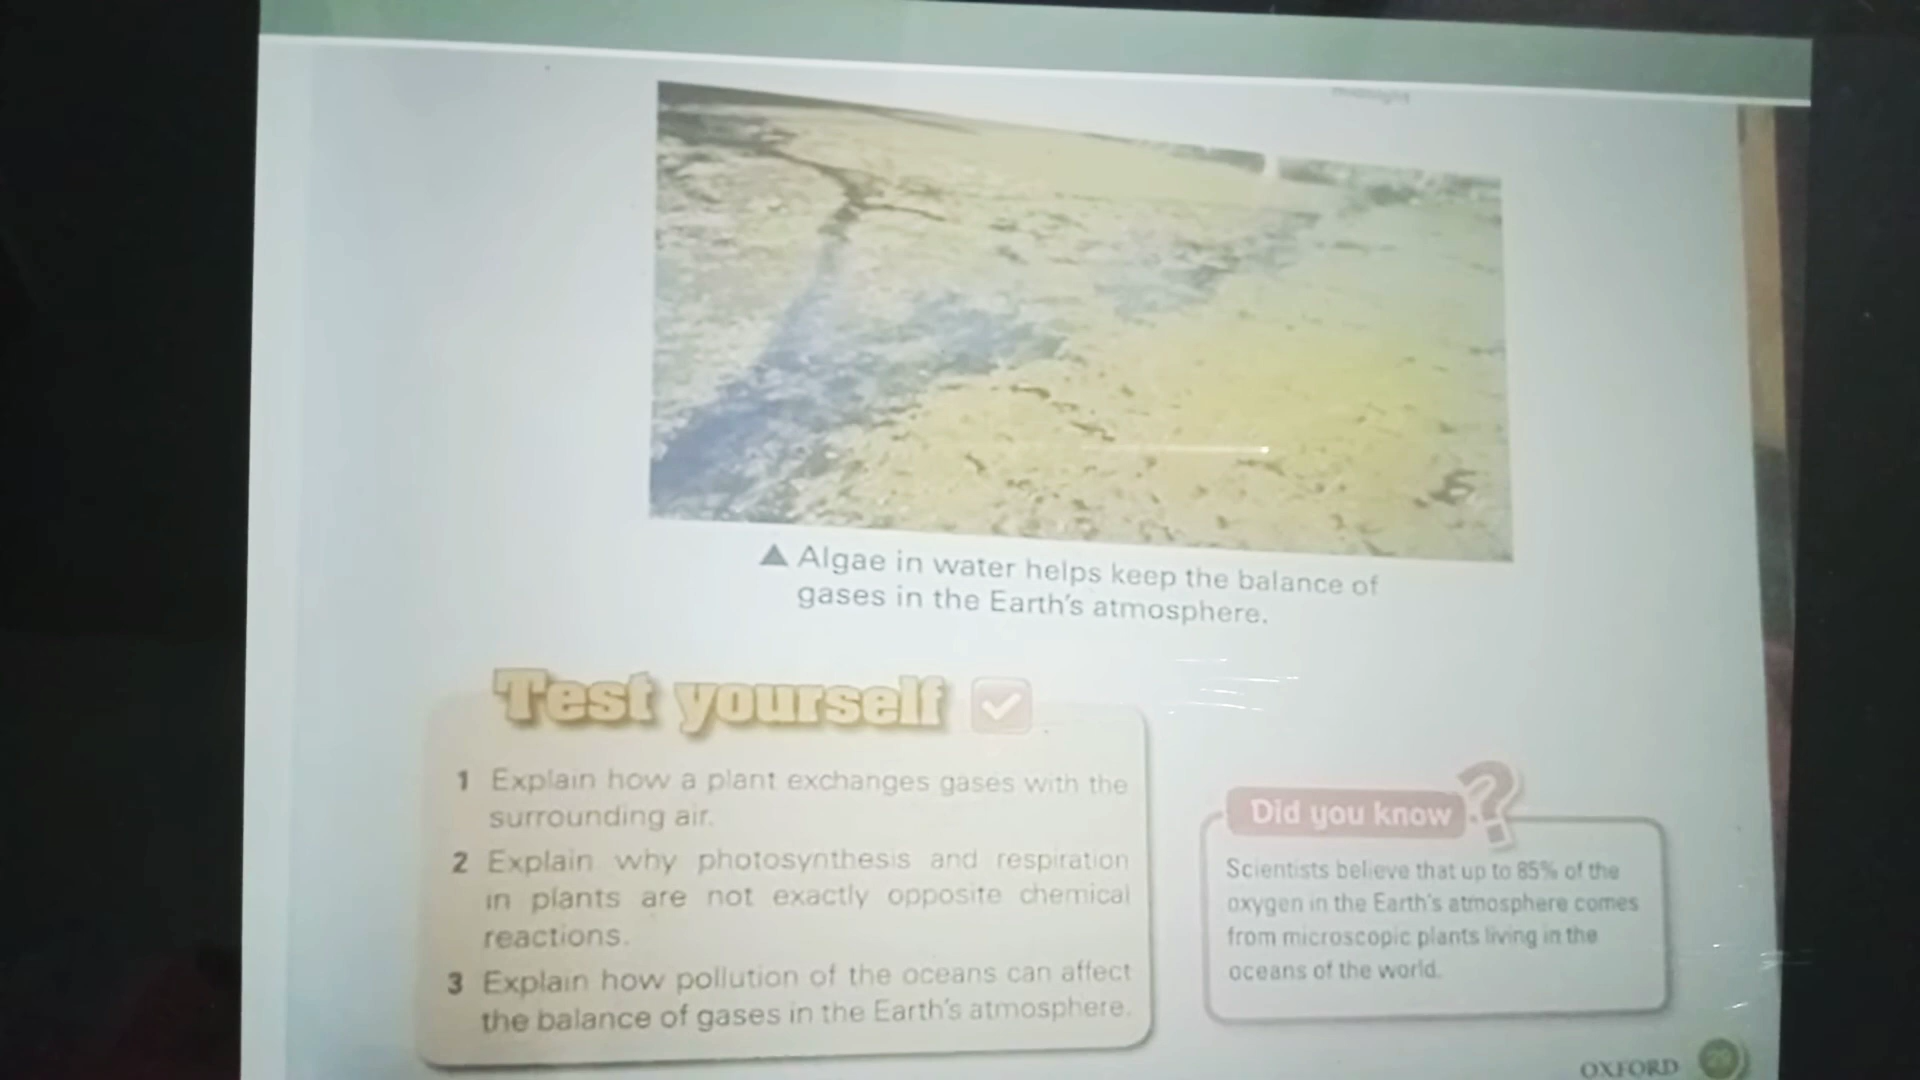 ▲ Algae in water helps keep the balance of
gases in the Earth's atmosphere.
Test yourself
1 Explain how a plant exchanges gases with the
surrounding air.
2 Explain why photosynthesis and respiration
in plants are not exactly opposite chemical
reactions.
3 Explain how pollution of the oceans can affect
the balance of gases in the Earth's atmosphere.
Did you know ?
Scientists believe that up to 85% of the
oxygen in the Earth's atmosphere comes
from microscopic plants living in the
oceans of the world.
OXFORD